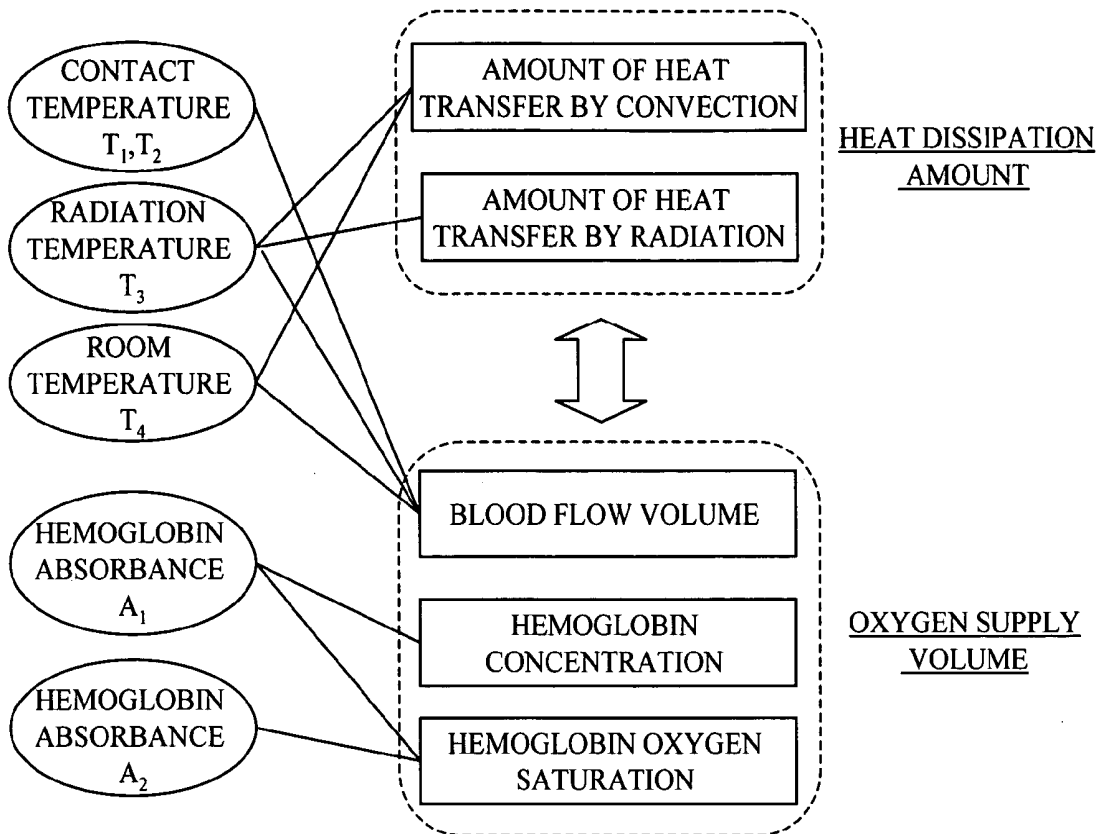 CONTACT
TEMPERATURE
T₁,T₂
RADIATION
TEMPERATURE
T₃
ROOM
TEMPERATURE
T₄
HEMOGLOBIN
ABSORBANCE
A₁
HEMOGLOBIN
ABSORBANCE
A₂
AMOUNT OF HEAT
TRANSFER BY CONVECTION
AMOUNT OF HEAT
TRANSFER BY RADIATION
HEAT DISSIPATION
AMOUNT
BLOOD FLOW VOLUME
HEMOGLOBIN
CONCENTRATION
HEMOGLOBIN OXYGEN
SATURATION
OXYGEN SUPPLY
VOLUME